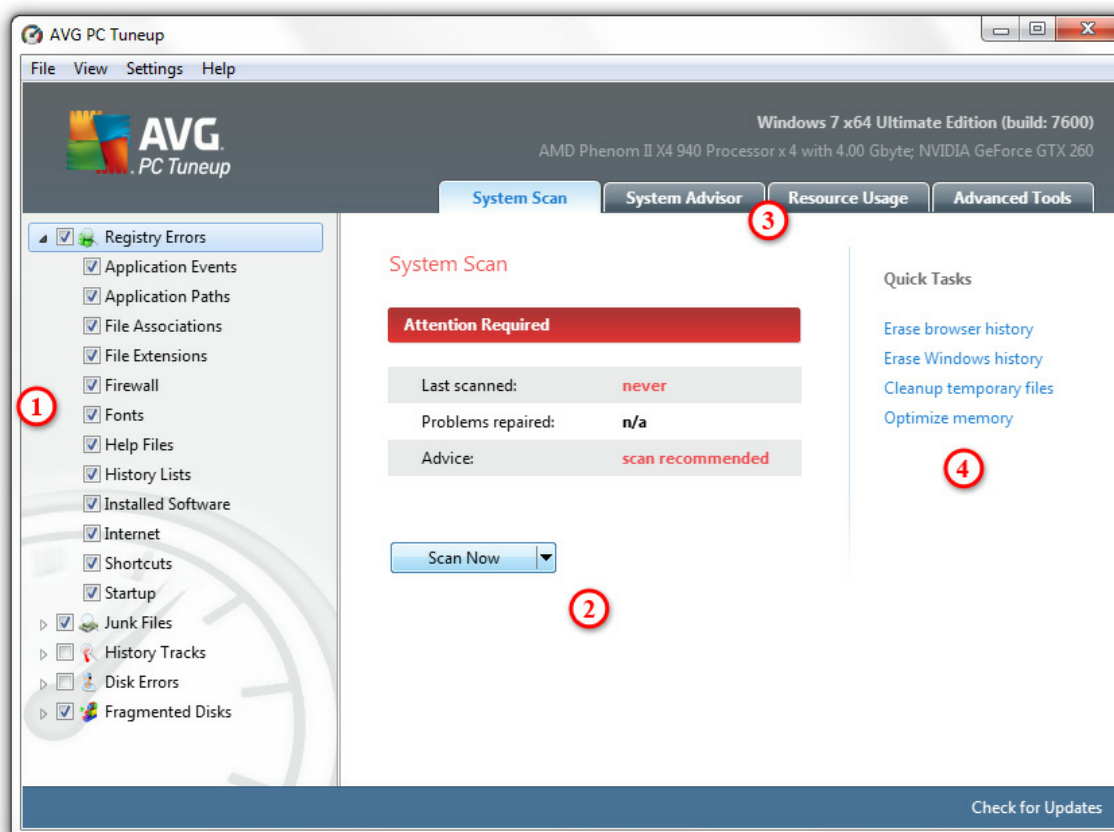 AVG PC Tuneup
File View Settings Help
AVG.
PC Tuneup
Windows 7 x64 Ultimate Edition (build: 7600)
AMD Phenom II X4 940 Processor x 4 with 4.00 Gbyte; NVIDIA GeForce GTX 260
System Scan System Advisor Resource Usage Advanced Tools
3
Registry Errors
Application Events
Application Paths
File Associations
File Extensions
Firewall
1
Fonts
Help Files
History Lists
Installed Software
Internet
Shortcuts
Startup
Junk Files
History Tracks
Disk Errors
Fragmented Disks
System Scan
Attention Required
Last scanned: never
Problems repaired: n/a
Advice: scan recommended
Scan Now
2
Quick Tasks
Erase browser history
Erase Windows history
Cleanup temporary files
Optimize memory
4
Check for Updates